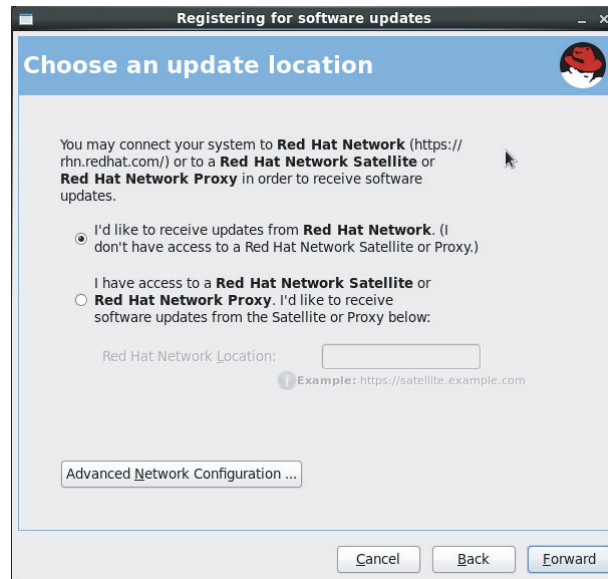 Registering for software updates
Choose an update location
You may connect your system to Red Hat Network (https://
rhn.redhat.com/) or to a Red Hat Network Satellite or
Red Hat Network Proxy in order to receive software
updates.
I'd like to receive updates from Red Hat Network. (I
don't have access to a Red Hat Network Satellite or Proxy.)
I have access to a Red Hat Network Satellite or
Red Hat Network Proxy. I'd like to receive
software updates from the Satellite or Proxy below:
Red Hat Network Location:
Example: https://satellite.example.com
Advanced Network Configuration ...
Cancel Back Forward